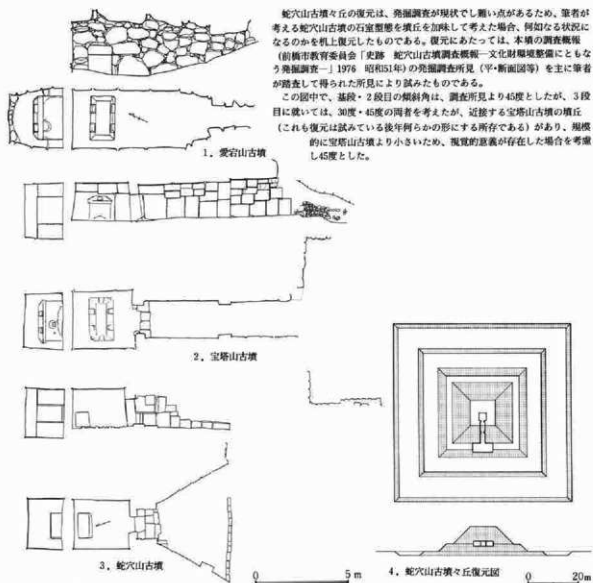 蛇穴山古墳々丘の復元は、発掘調査が現状でし難い点があるため、筆者が
考える蛇穴山古墳の石室型態を墳丘を加味して考えた場合、何如なる状況に
なるのかを机上復元したものである。復元にあたっては、本墳の調査概報
(前橋市教育委員会「史跡　蛇穴山古墳調査概報―文化財環境整備にともな
う発掘調査―」1976　昭和51年)の発掘調査所見(平・断面図等)を主に筆者
が踏査して得られた所見により試みたものである。
この図中で、基段・2段目の傾斜角は、調査所見より45度としたが、3段
目に就いては、30度・45度の両者を考えたが、近接する宝塔山古墳の墳丘
(これも復元は試みている後年何らかの形にする所存である)があり、規模
的に宝塔山古墳より小さいため、視覚的意義が存在した場合を考慮
し45度とした。
1．愛宕山古墳
2．宝塔山古墳
3．蛇穴山古墳
0　5 m
4．蛇穴山古墳々丘復元図
0　20m